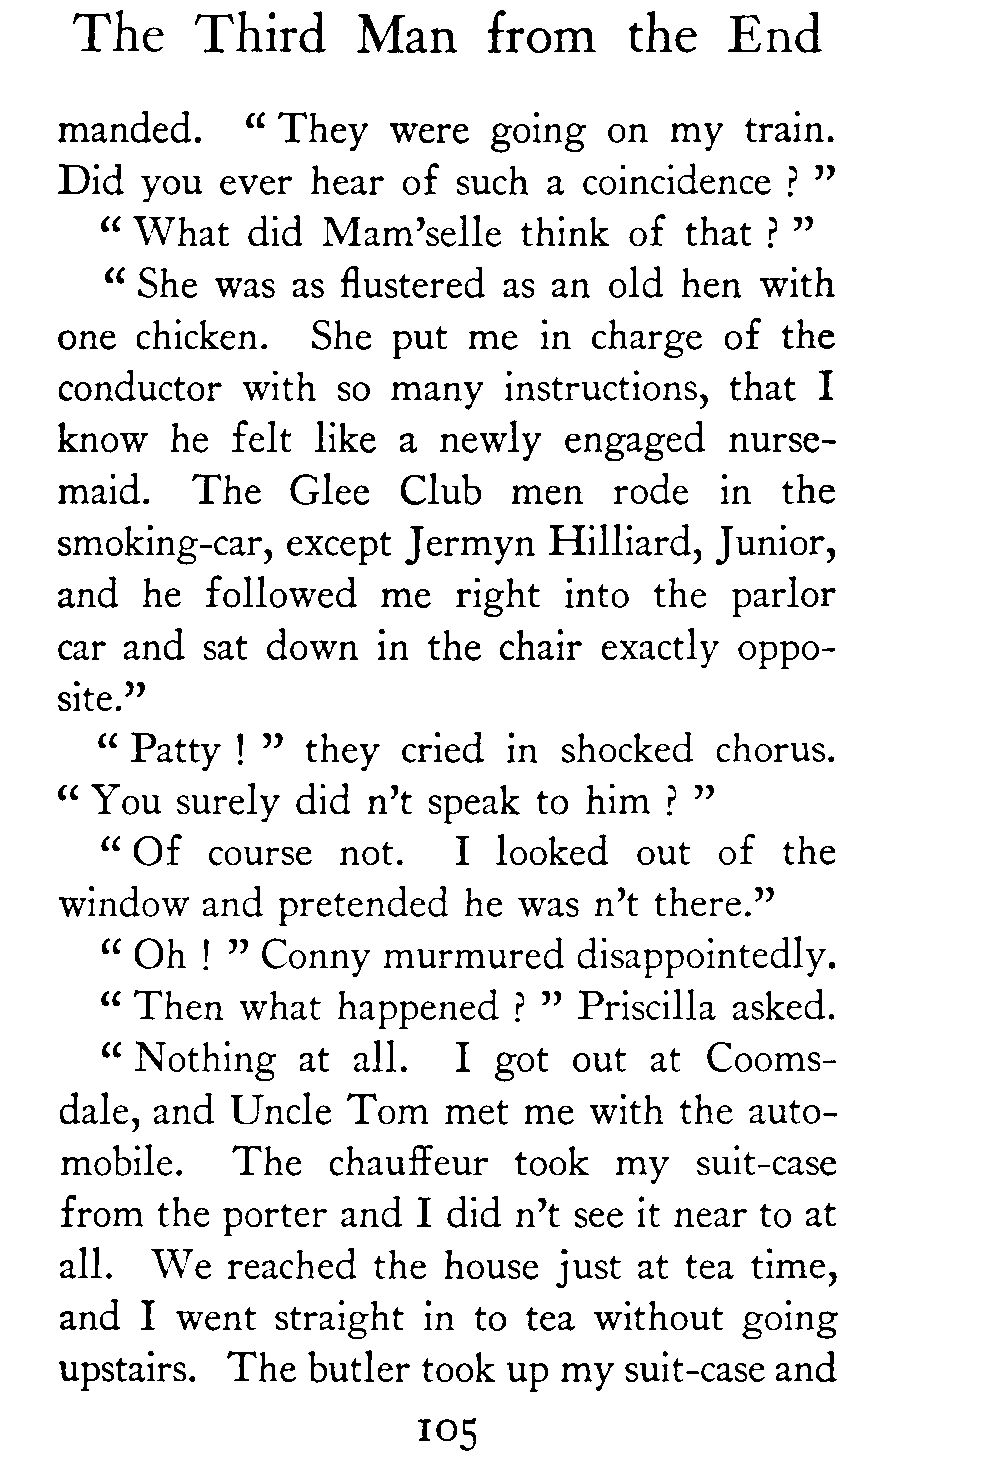 The Third Man from the End
manded. “ They were going on my train.
Did you ever hear of such a coincidence ? ”
“ What did Mam’selle think of that ? ”
“ She was as flustered as an old hen with
one chicken. She put me in charge of the
conductor with so many instructions, that I
know he felt like a newly engaged nurse-
maid. The Glee Club men rode in the
smoking-car, except Jermyn Hilliard, Junior,
and he followed me right into the parlor
car and sat down in the chair exactly oppo-
site.”
“ Patty ! ” they cried in shocked chorus.
“ You surely did n’t speak to him ? ”
“ Of course not. I looked out of the
window and pretended he was n’t there.”
“ Oh ! ” Conny murmured disappointedly.
“ Then what happened ? ” Priscilla asked.
“ Nothing at all. I got out at Cooms-
dale, and Uncle Tom met me with the auto-
mobile. The chauffeur took my suit-case
from the porter and I did n’t see it near to at
all. We reached the house just at tea time,
and I went straight in to tea without going
upstairs. The butler took up my suit-case and
105